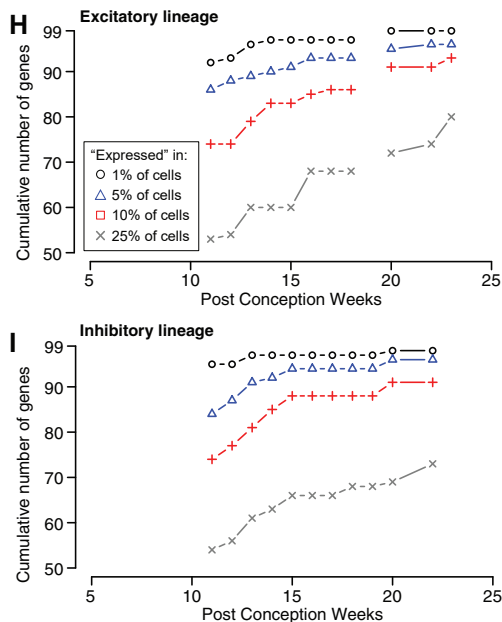 H
Excitatory lineage
Cumulative number of genes
99
90
80
70
60
50
"Expressed" in:
1% of cells
5% of cells
10% of cells
25% of cells
5
10
15
20
25
Post Conception Weeks
I
Inhibitory lineage
Cumulative number of genes
99
90
80
70
60
50
5
10
15
20
25
Post Conception Weeks